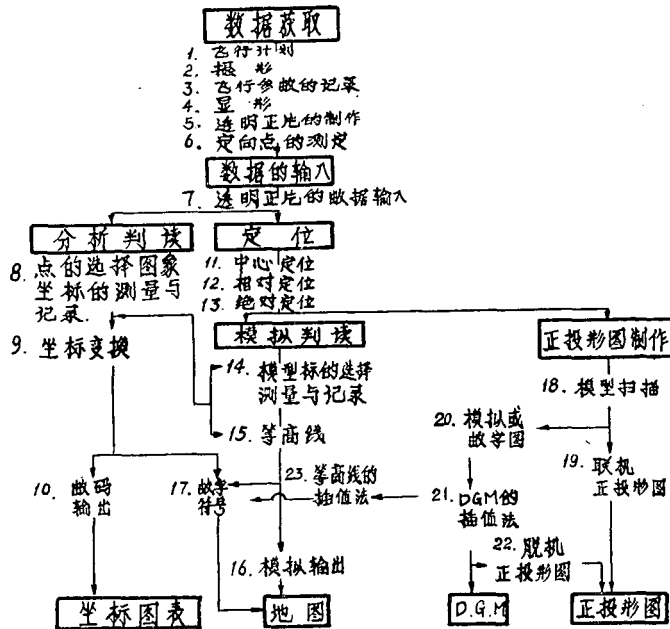 数据获取
1. 飞行计划
2. 摄 形
3. 飞行参数的记录
4. 显 形
5. 透明正片的制作
6. 定向点的测定
数据的输入
7. 透明正片的数据输入
分析判读
8. 点的选择图象
坐标的测量与
记录.
9. 坐标变换
定 位
11. 中心定位
12. 相对定位
13. 绝对定位
模拟判读
14. 模型标的选择
测量与记录
15. 等高线
正投形图制作
18. 模型扫描
20. 模拟或
数字图
19. 联机
正投形图
10. 数码
输出
17. 数字
符号
23. 等高线的
插值法
21. DGM的
插值法
22. 脱机
正投形图
16. 模拟输出
坐标图表
地图
D.G.M
正投形图